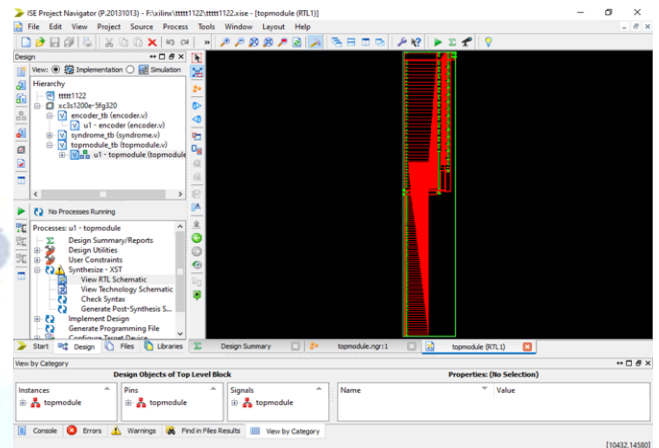 ISE Project Navigator (P.20131013) - F:\xilinx\ttttt1122\ttttt1122.xise - [topmodule (RTL1)]
File Edit View Project Source Process Tools Window Layout Help
Design
View: Implementation Simulation
Hierarchy
ttttt1122
xc3s1200e-5fg320
encoder_tb (encoder.v)
u1 - encoder (encoder.v)
syndrome_tb (syndrome.v)
topmodule_tb (topmodule.v)
u1 - topmodule (topmodule
No Processes Running
Processes: u1 - topmodule
Design Summary/Reports
Design Utilities
User Constraints
Synthesize - XST
View RTL Schematic
View Technology Schematic
Check Syntax
Generate Post-Synthesis S...
Implement Design
Generate Programming File
Configure Target Device
Start Design Files Libraries Design Summary topmodule.ngr:1 topmodule (RTL1)
View by Category
Design Objects of Top Level Block Properties: (No Selection)
Instances Pins Signals Name Value
topmodule topmodule topmodule
Console Errors Warnings Find in Files Results View by Category
[10432,14580]